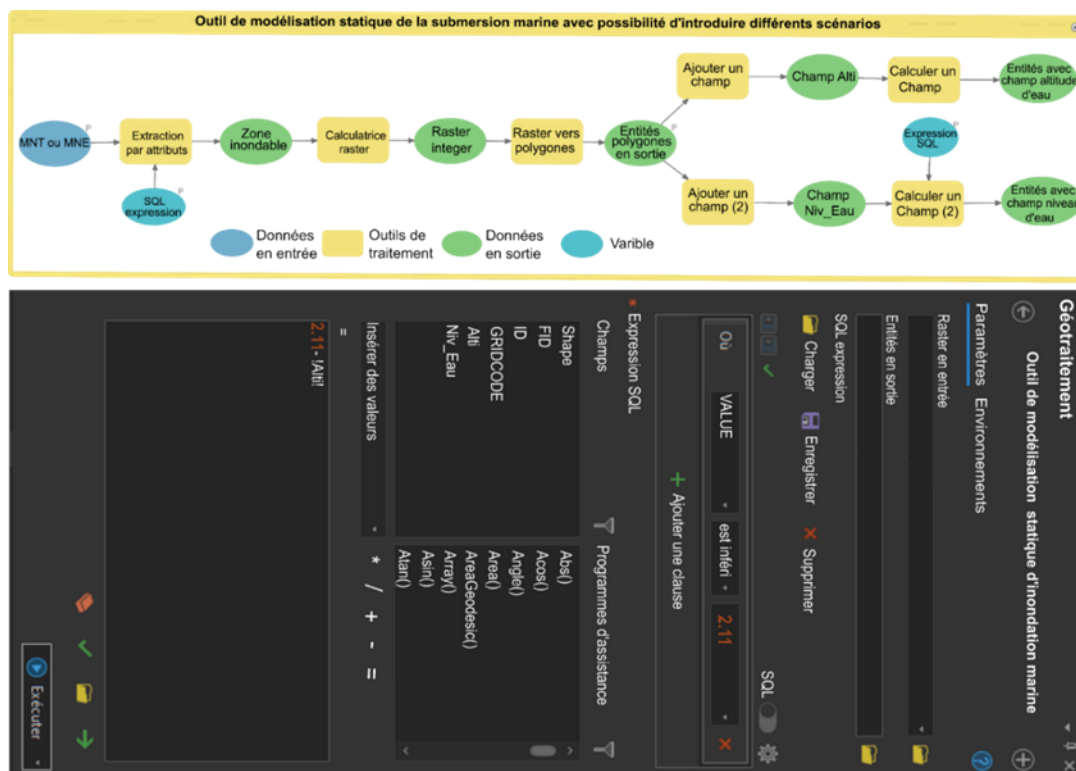 Outil de modélisation statique de la submersion marine avec possibilité d'introduire différents scénarios
MNT ou MNE
P
Extraction
par attributs
SQL
expression
P
Zone
inondable
Calculatrice
raster
Raster
integer
Raster vers
polygones
Entités
polygones
en sortie
P
Ajouter un
champ
Champ Alti
Calculer un
Champ
Entités avec
champ altitude
d'eau
Expression
SQL
P
Ajouter un
champ (2)
Champ
Niv_Eau
Calculer un
Champ (2)
Entités avec
champ niveau
d'eau
Données
en entrée
Outils de
traitement
Données
en sortie
Varible
Géotraitement
Outil de modélisation statique d'inondation marine
Paramètres Environnements
?
Raster en entrée
Entités en sortie
SQL expression
Charger Enregistrer Supprimer
SQL
Où VALUE est inféri 2.11
+ Ajouter une clause
* Expression SQL
Champs
Programmes d'assistance
Shape
FID
ID
GRIDCODE
Alti
Niv_Eau
Abs()
Acos()
Angle()
Area()
AreaGeodesic()
Array()
Asin()
Atan()
Insérer des valeurs * / + - =
=
2.11- !Alti!
Exécuter